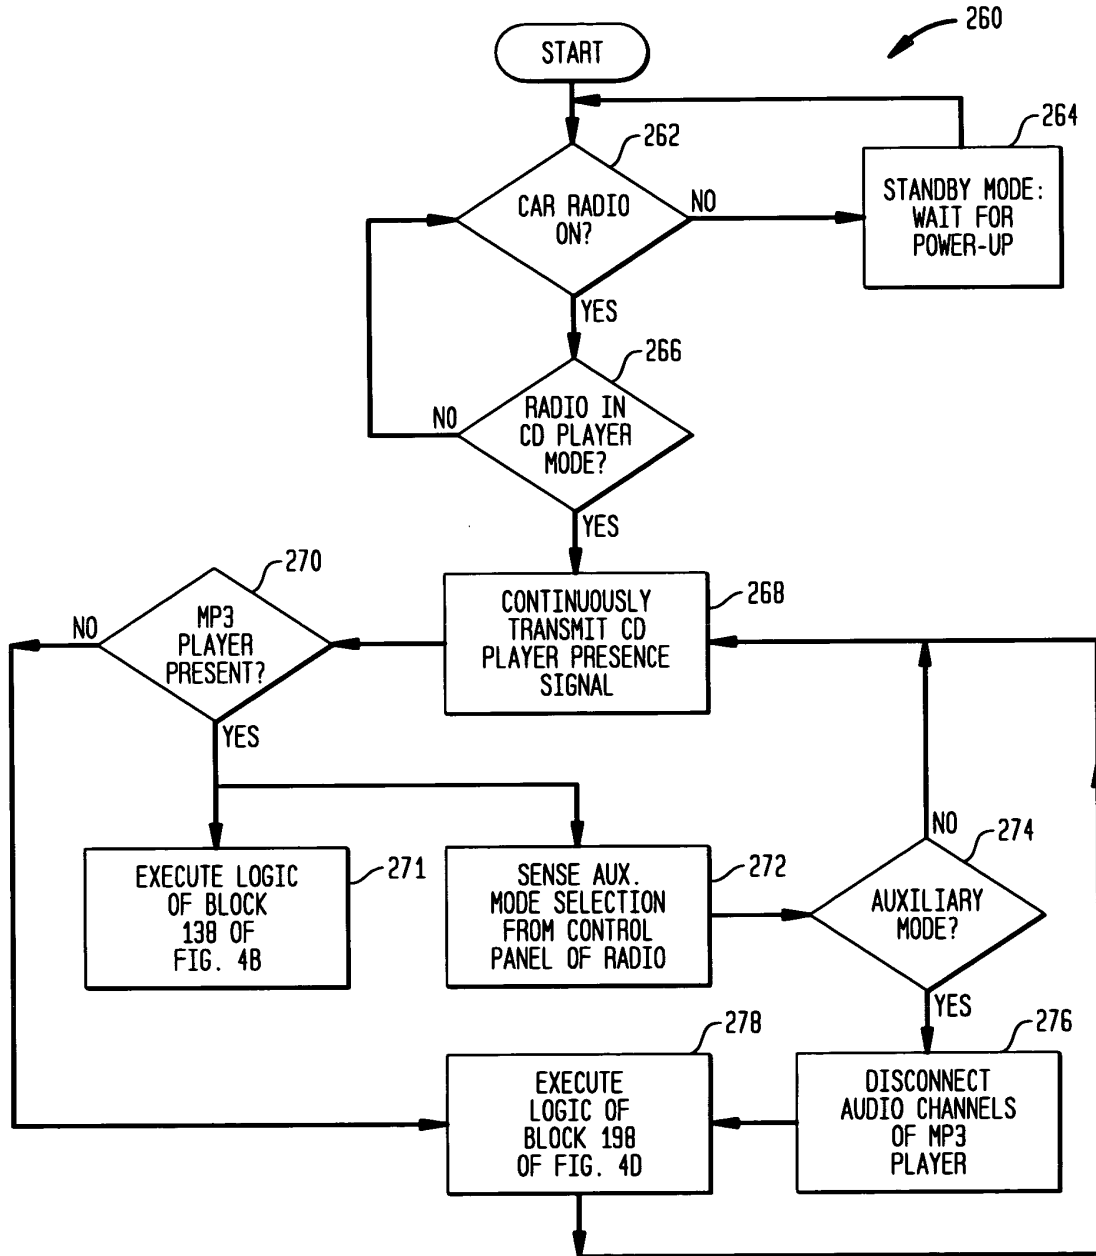 260
START
262
264
CAR RADIO
ON?
NO
STANDBY MODE:
WAIT FOR
POWER-UP
YES
266
RADIO IN
CD PLAYER
MODE?
NO
YES
270
268
MP3
PLAYER
PRESENT?
NO
CONTINUOUSLY
TRANSMIT CD
PLAYER PRESENCE
SIGNAL
YES
NO
274
271
EXECUTE LOGIC
OF BLOCK
138 OF
FIG. 4B
272
SENSE AUX.
MODE SELECTION
FROM CONTROL
PANEL OF RADIO
AUXILIARY
MODE?
YES
278
276
EXECUTE
LOGIC OF
BLOCK 198
OF FIG. 4D
DISCONNECT
AUDIO CHANNELS
OF MP3
PLAYER